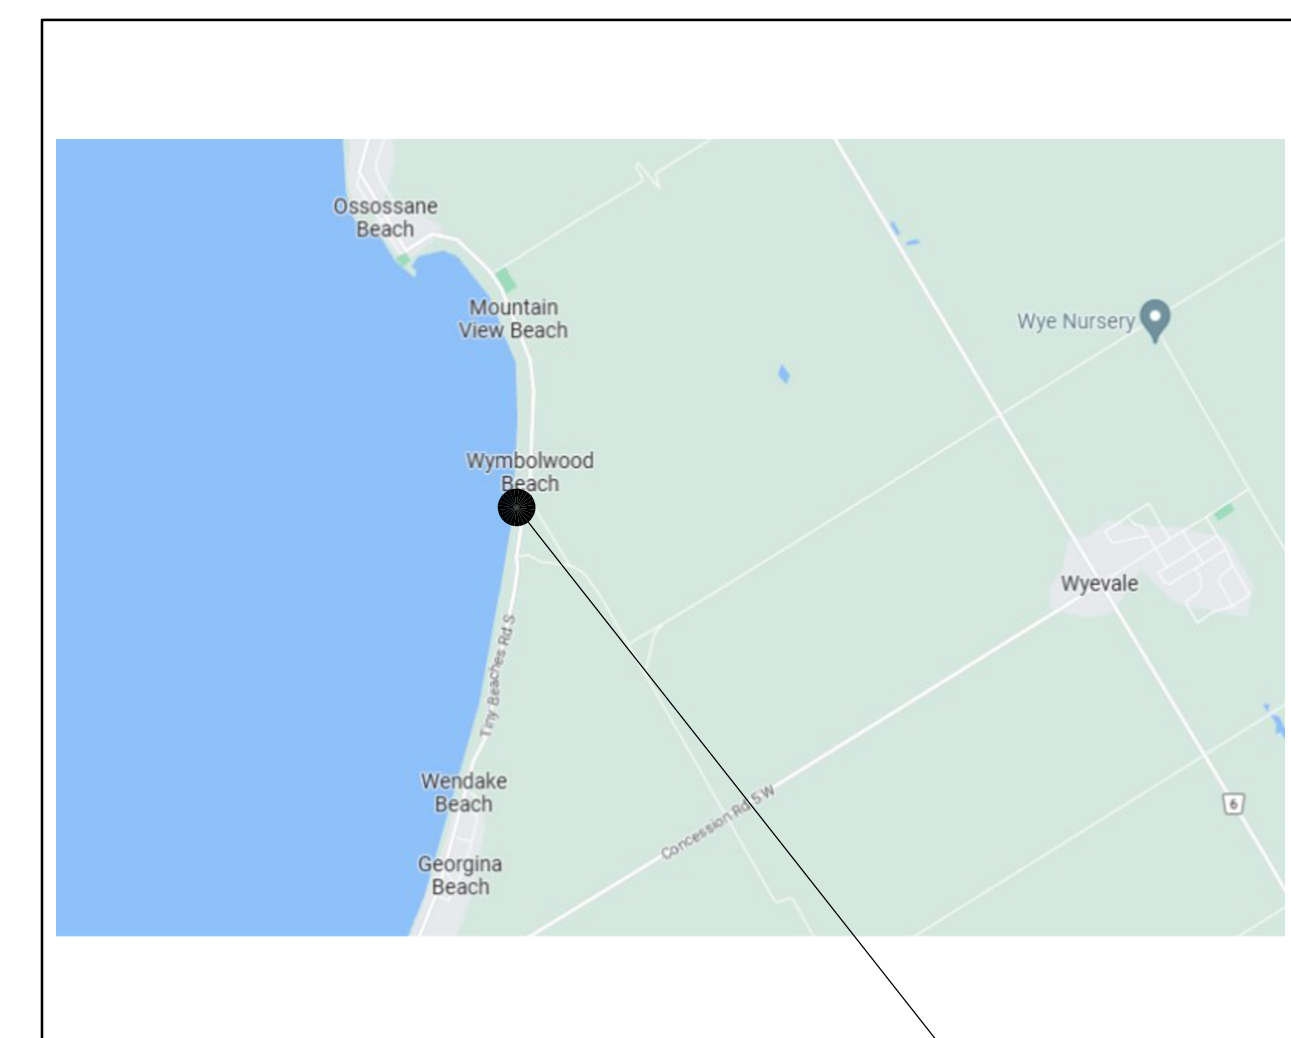 Ossossane
Beach
Mountain
View Beach
Wye Nursery
Wymbolwood
Beach
Wyevale
Tiny Beaches Rd S
Wendake
Beach
6
Concession Rd 5 W
Georgina
Beach